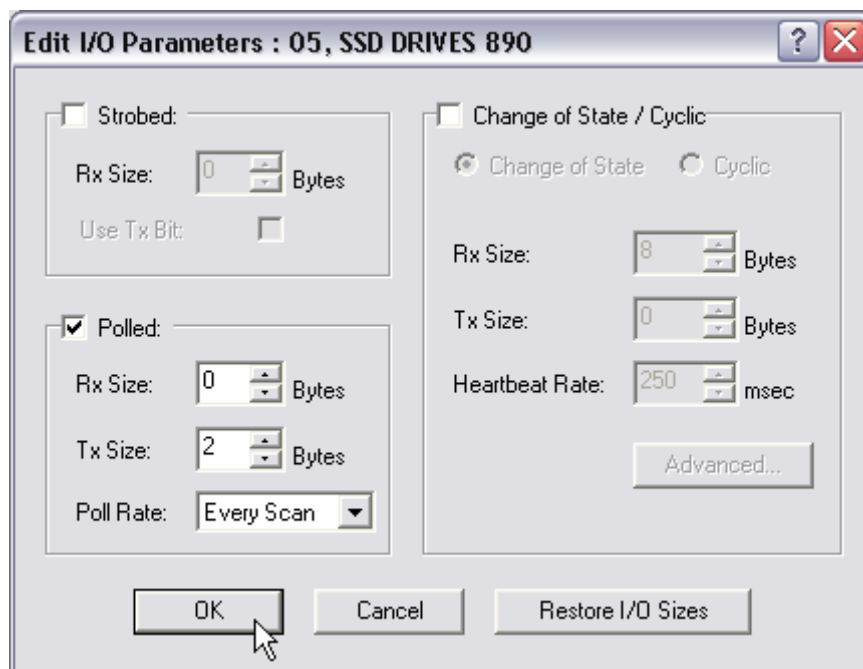 Edit I/O Parameters : 05, SSD DRIVES 890
?
Strobed:
Rx Size: 0 Bytes
Use Tx Bit:
Polled:
Rx Size: 0 Bytes
Tx Size: 2 Bytes
Poll Rate: Every Scan
Change of State / Cyclic
Change of State Cyclic
Rx Size: 8 Bytes
Tx Size: 0 Bytes
Heartbeat Rate: 250 msec
Advanced...
OK Cancel Restore I/O Sizes